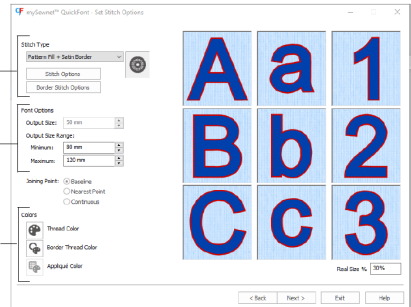 mySewnet™ QuickFont - Set Stitch Options
Stitch Type
Pattern Fill + Satin Border
Stitch Options
Border Stitch Options
Font Options
Output Size: 30 mm
Output Size Range:
Minimum: 80 mm
Maximum: 120 mm
Joining Point: Baseline
Nearest Point
Continuous
Colors
Thread Color
Border Thread Color
Appliqué Color
A a 1
B b 2
C c 3
Real Size % 30%
< Back Next > Exit Help